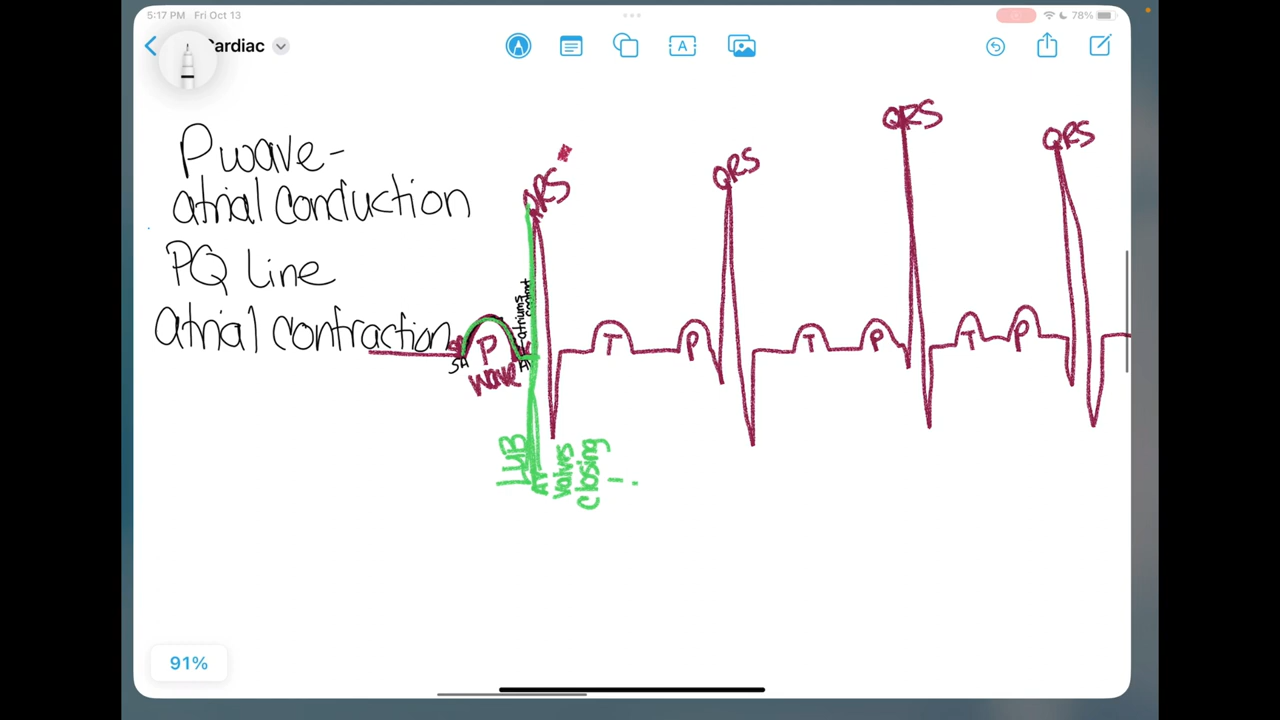 5:17 PM Fri Oct 13
78%
Cardiac
A
P wave-
atrial conduction
PQ Line
atrial contraction
QRS
QRS
QRS
QRS
atriums
SA
P
wave
T
P
T
P
T
P
LUB
AV
valves
closing
91%